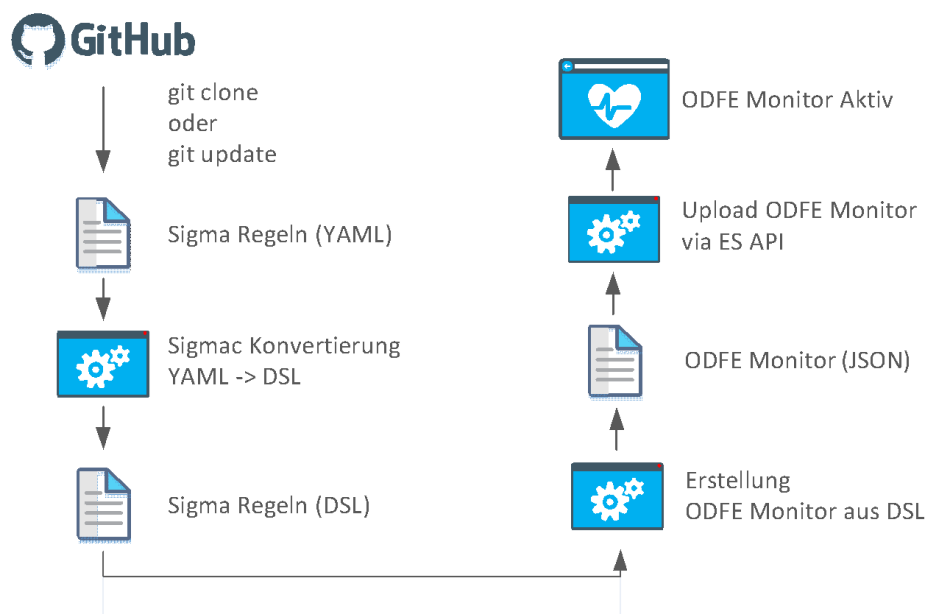 GitHub
git clone
oder
git update
Sigma Regeln (YAML)
Sigmac Konvertierung
YAML -> DSL
Sigma Regeln (DSL)
ODFE Monitor Aktiv
Upload ODFE Monitor
via ES API
ODFE Monitor (JSON)
Erstellung
ODFE Monitor aus DSL